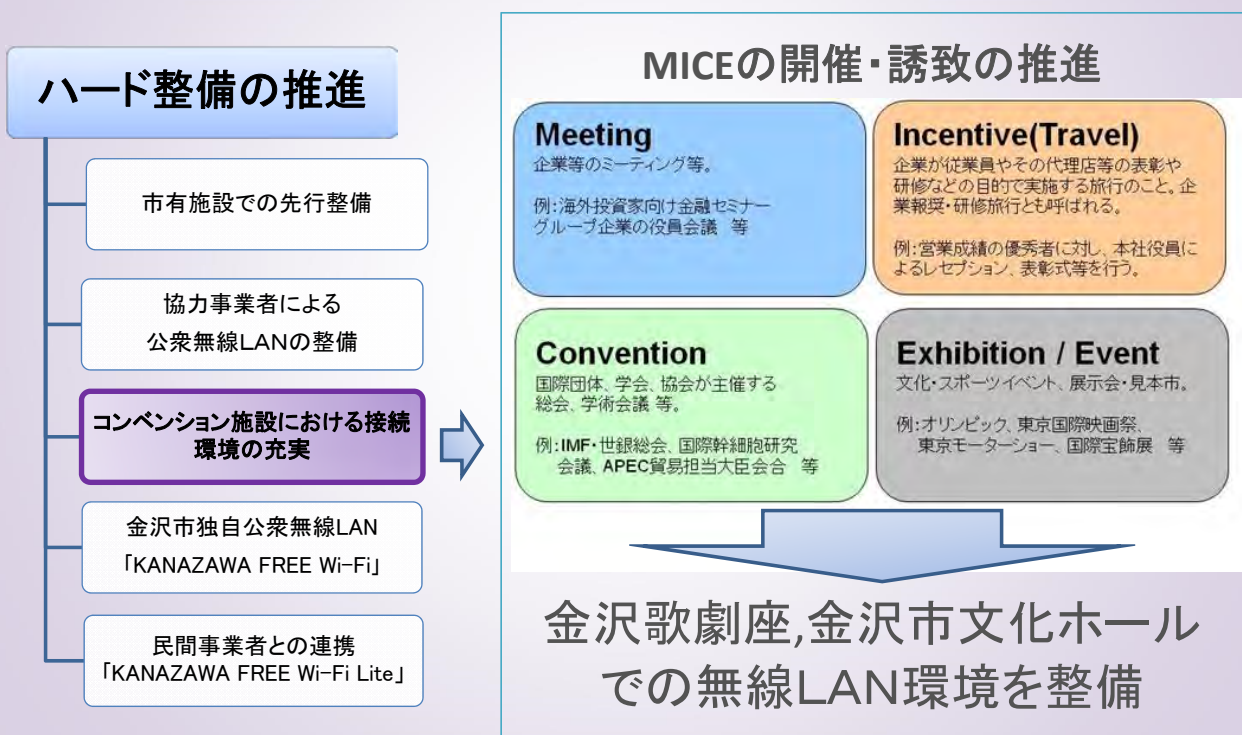 ハード整備の推進
市有施設での先行整備
協力事業者による
公衆無線LANの整備
コンベンション施設における接続
環境の充実
金沢市独自公衆無線LAN
「KANAZAWA FREE Wi-Fi」
民間事業者との連携
「KANAZAWA FREE Wi-Fi Lite」
MICEの開催・誘致の推進
Meeting
企業等のミーティング等。
例:海外投資家向け金融セミナー
グループ企業の役員会議 等
Incentive(Travel)
企業が従業員やその代理店等の表彰や
研修などの目的で実施する旅行のこと。企
業報奨・研修旅行とも呼ばれる。
例:営業成績の優秀者に対し、本社役員に
よるレセプション、表彰式等を行う。
Convention
国際団体、学会、協会が主催する
総会、学術会議 等。
例:IMF・世銀総会、国際幹細胞研究
会議、APEC貿易担当大臣会合 等
Exhibition / Event
文化・スポーツイベント、展示会・見本市。
例:オリンピック、東京国際映画祭、
東京モーターショー、国際宝飾展 等
金沢歌劇座,金沢市文化ホール
での無線LAN環境を整備